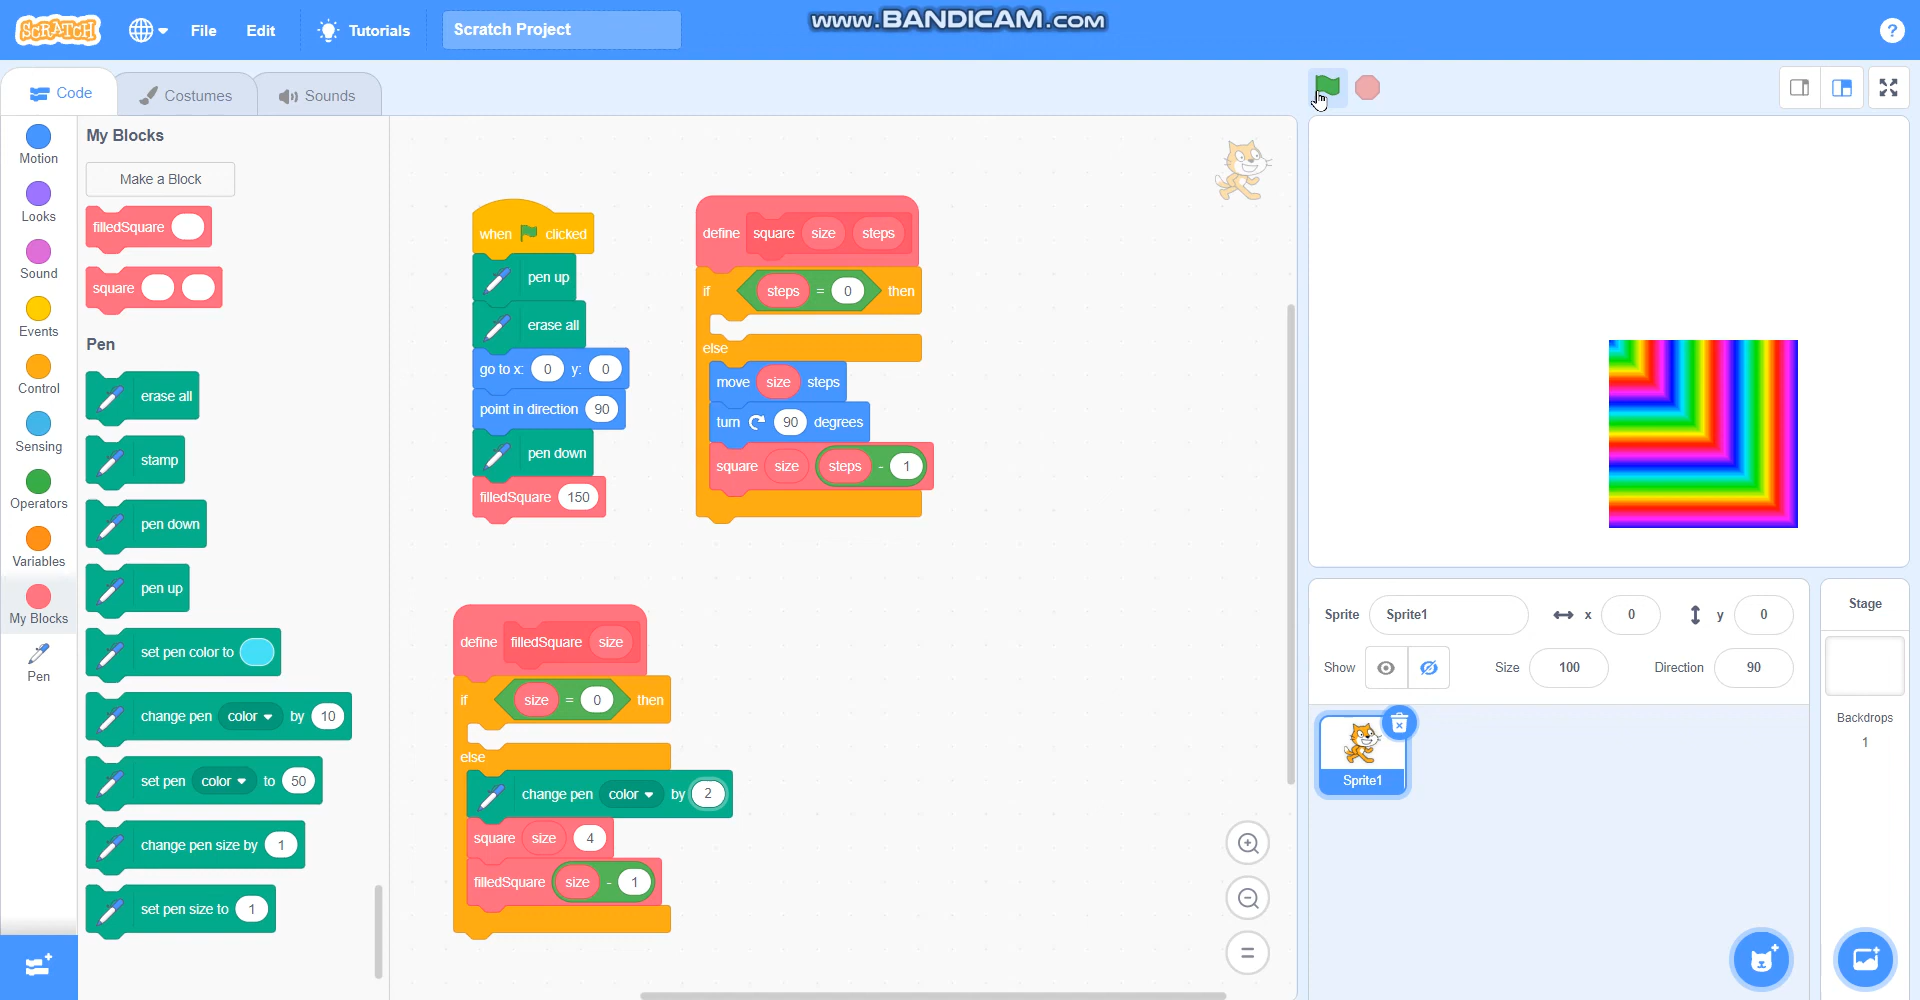 SCRATCH
File
Edit
Tutorials
Scratch Project
www.BANDICAM.com
?
Code
Costumes
Sounds
Motion
Looks
Sound
Events
Control
Sensing
Operators
Variables
My Blocks
Pen
My Blocks
Make a Block
filledSquare
square
Pen
erase all
stamp
pen down
pen up
set pen color to
change pen color by 10
set pen color to 50
change pen size by 1
set pen size to 1
when clicked
pen up
erase all
go to x: 0 y: 0
point in direction 90
pen down
filledSquare 150
define square size steps
if steps = 0 then
else
move size steps
turn 90 degrees
square size steps - 1
define filledSquare size
if size = 0 then
else
change pen color by 2
square size 4
filledSquare size - 1
Sprite Sprite1 x 0 y 0
Show Size 100 Direction 90
Sprite1
Stage
Backdrops
1